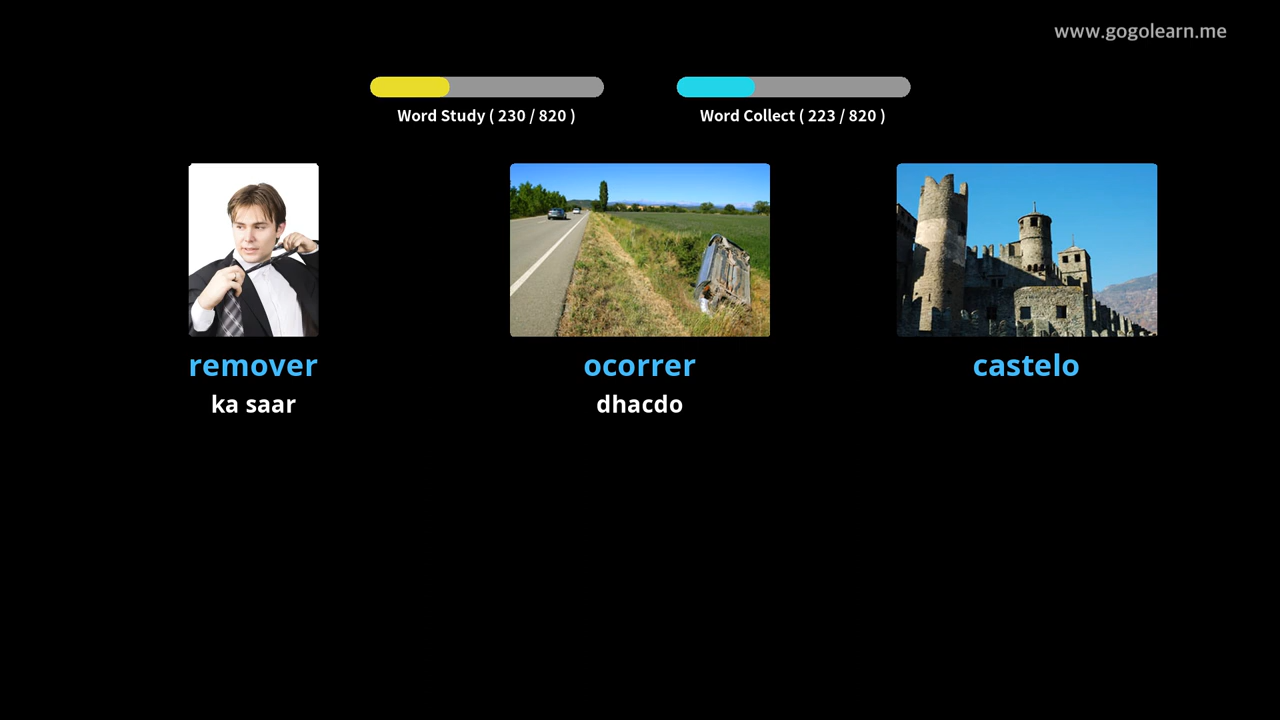 www.gogolearn.me
Word Study ( 230 / 820 )
Word Collect ( 223 / 820 )
remover
ocorrer
castelo
ka saar
dhacdo